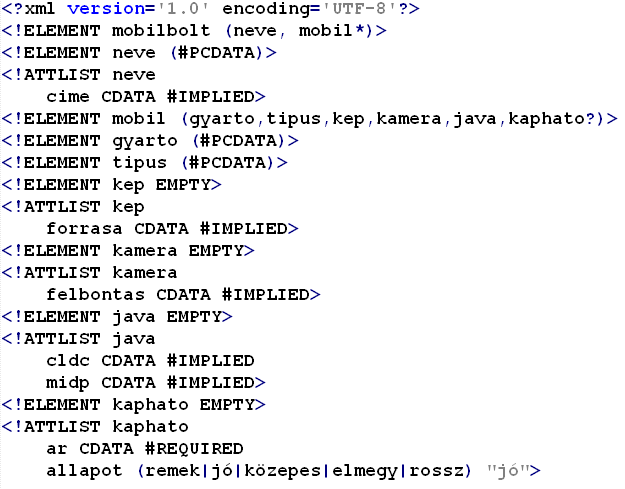 <?xml version='1.0' encoding='UTF-8'?>
<!ELEMENT mobilbolt (neve, mobil*)>
<!ELEMENT neve (#PCDATA)>
<!ATTLIST neve
    cime CDATA #IMPLIED>
<!ELEMENT mobil (gyarto,tipus,kep,kamera,java,kaphato?)>
<!ELEMENT gyarto (#PCDATA)>
<!ELEMENT tipus (#PCDATA)>
<!ELEMENT kep EMPTY>
<!ATTLIST kep
    forrasa CDATA #IMPLIED>
<!ELEMENT kamera EMPTY>
<!ATTLIST kamera
    felbontas CDATA #IMPLIED>
<!ELEMENT java EMPTY>
<!ATTLIST java
    cldc CDATA #IMPLIED
    midp CDATA #IMPLIED>
<!ELEMENT kaphato EMPTY>
<!ATTLIST kaphato
    ar CDATA #REQUIRED
    allapot (remek|jó|közepes|elmegy|rossz) "jó">